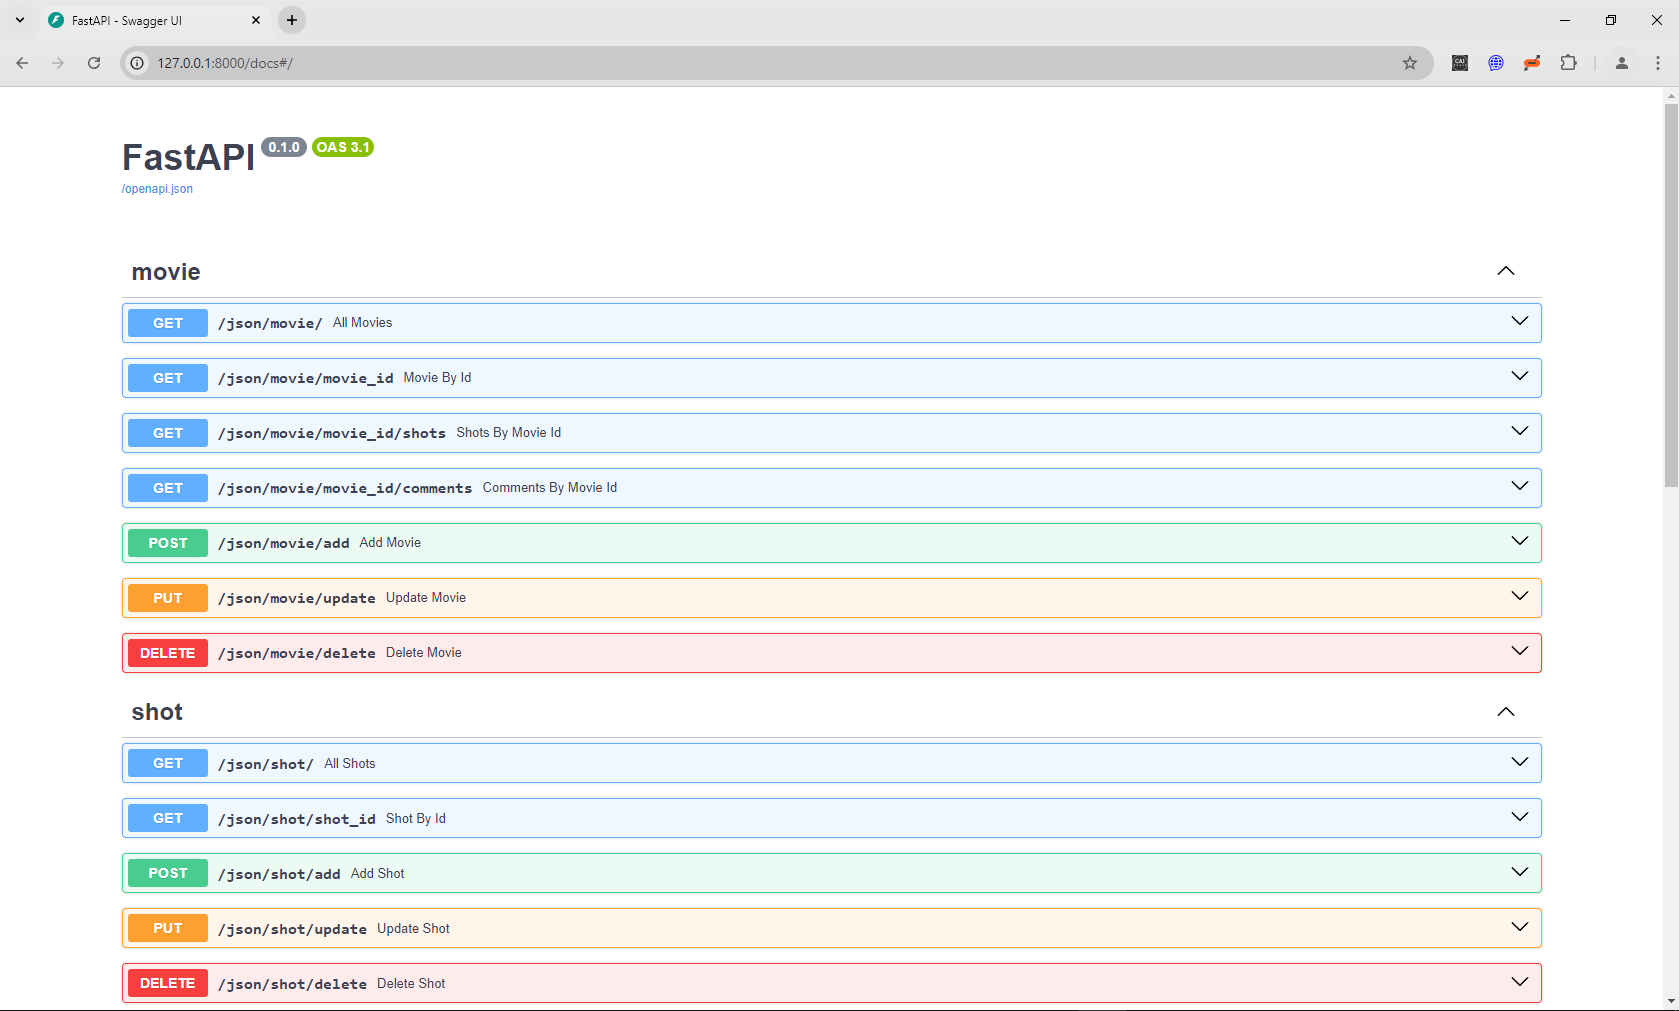 FastAPI - Swagger UI
127.0.0.1:8000/docs#/
CAI
FastAPI 0.1.0 OAS 3.1
/openapi.json
movie
GET /json/movie/ All Movies
GET /json/movie/movie_id Movie By Id
GET /json/movie/movie_id/shots Shots By Movie Id
GET /json/movie/movie_id/comments Comments By Movie Id
POST /json/movie/add Add Movie
PUT /json/movie/update Update Movie
DELETE /json/movie/delete Delete Movie
shot
GET /json/shot/ All Shots
GET /json/shot/shot_id Shot By Id
POST /json/shot/add Add Shot
PUT /json/shot/update Update Shot
DELETE /json/shot/delete Delete Shot